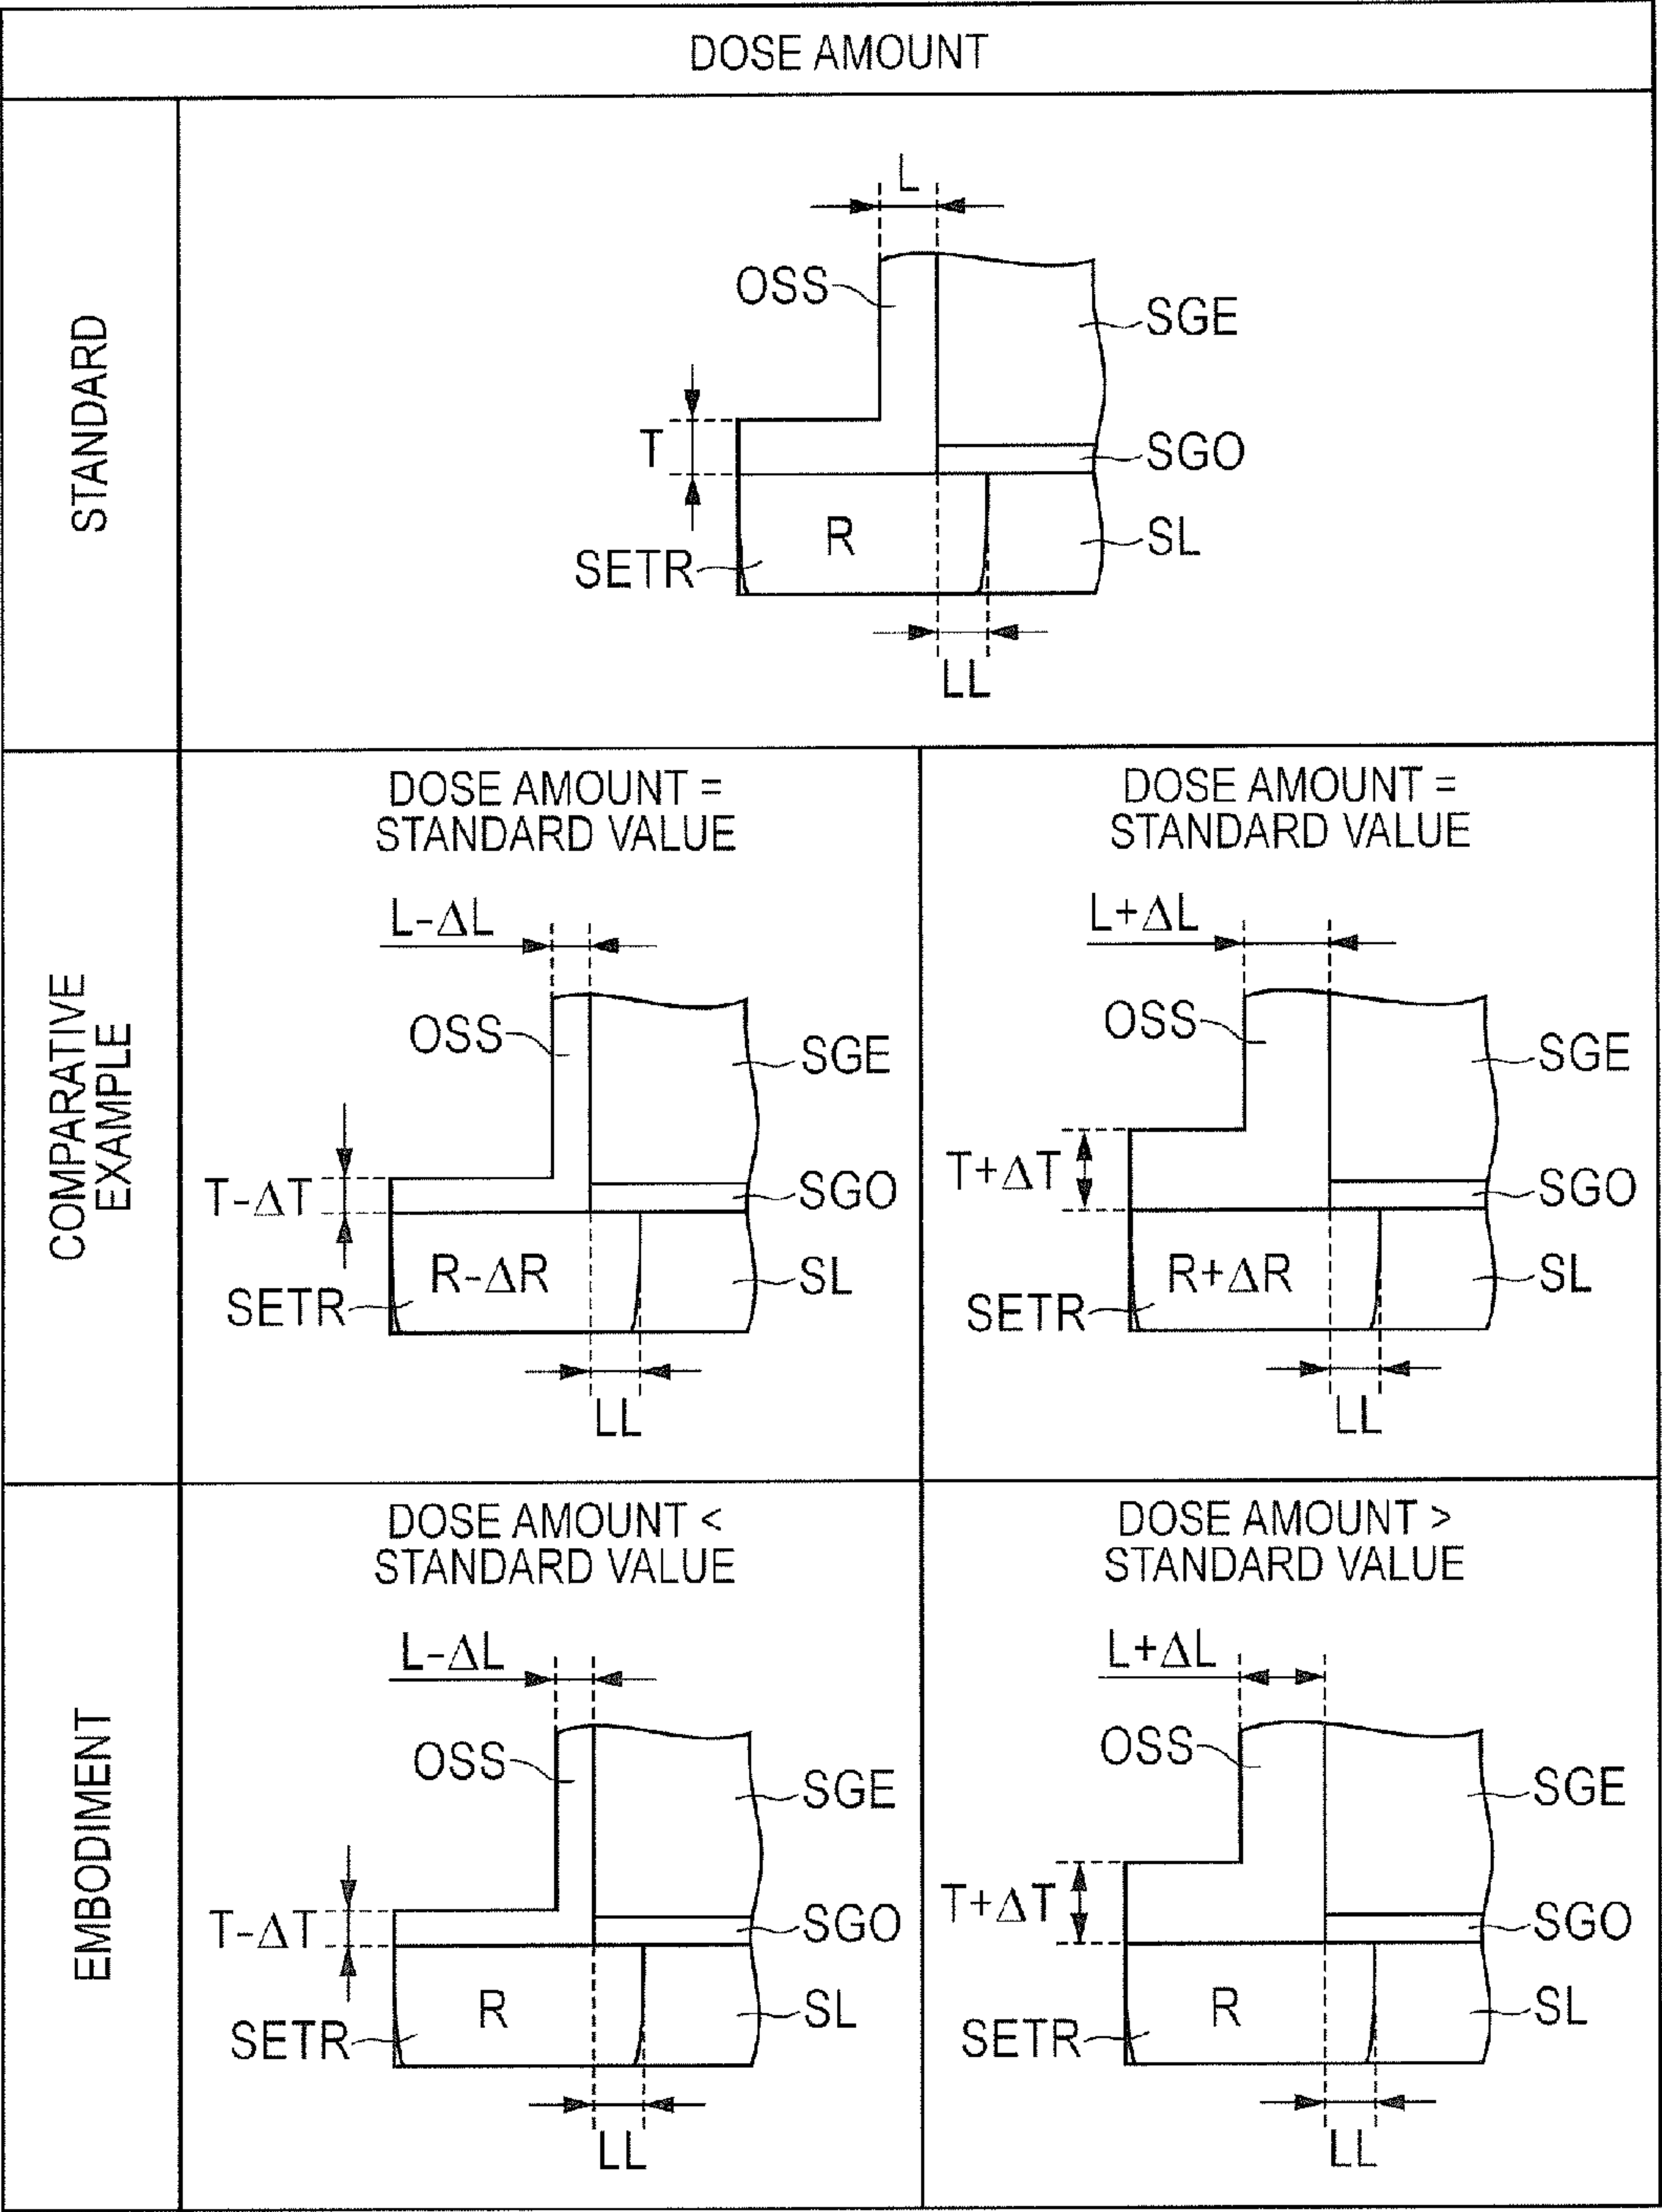 DOSE AMOUNT
STANDARD
L
OSS
SGE
T
SGO
R
SL
SETR
LL
COMPARATIVE
EXAMPLE
DOSE AMOUNT =
STANDARD VALUE
L-ΔL
OSS
SGE
T-ΔT
SGO
R-ΔR
SL
SETR
LL
DOSE AMOUNT =
STANDARD VALUE
L+ΔL
OSS
SGE
T+ΔT
SGO
R+ΔR
SL
SETR
LL
EMBODIMENT
DOSE AMOUNT <
STANDARD VALUE
L-ΔL
OSS
SGE
T-ΔT
SGO
R
SL
SETR
LL
DOSE AMOUNT >
STANDARD VALUE
L+ΔL
OSS
SGE
T+ΔT
SGO
R
SL
SETR
LL